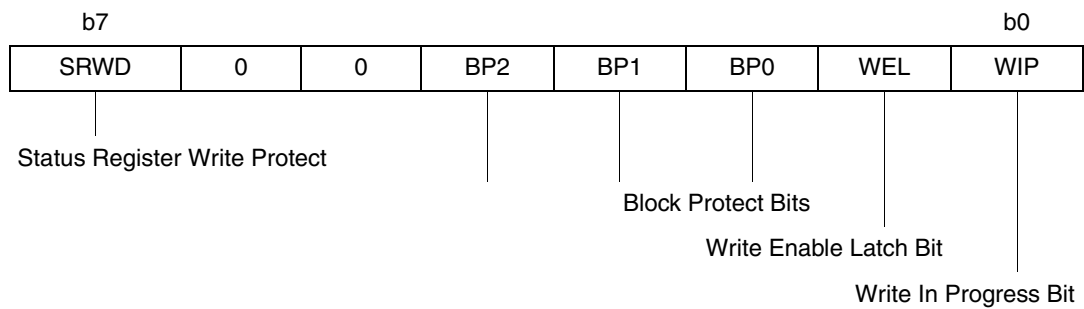 b7 b0
SRWD 0 0 BP2 BP1 BP0 WEL WIP
Status Register Write Protect
Block Protect Bits
Write Enable Latch Bit
Write In Progress Bit